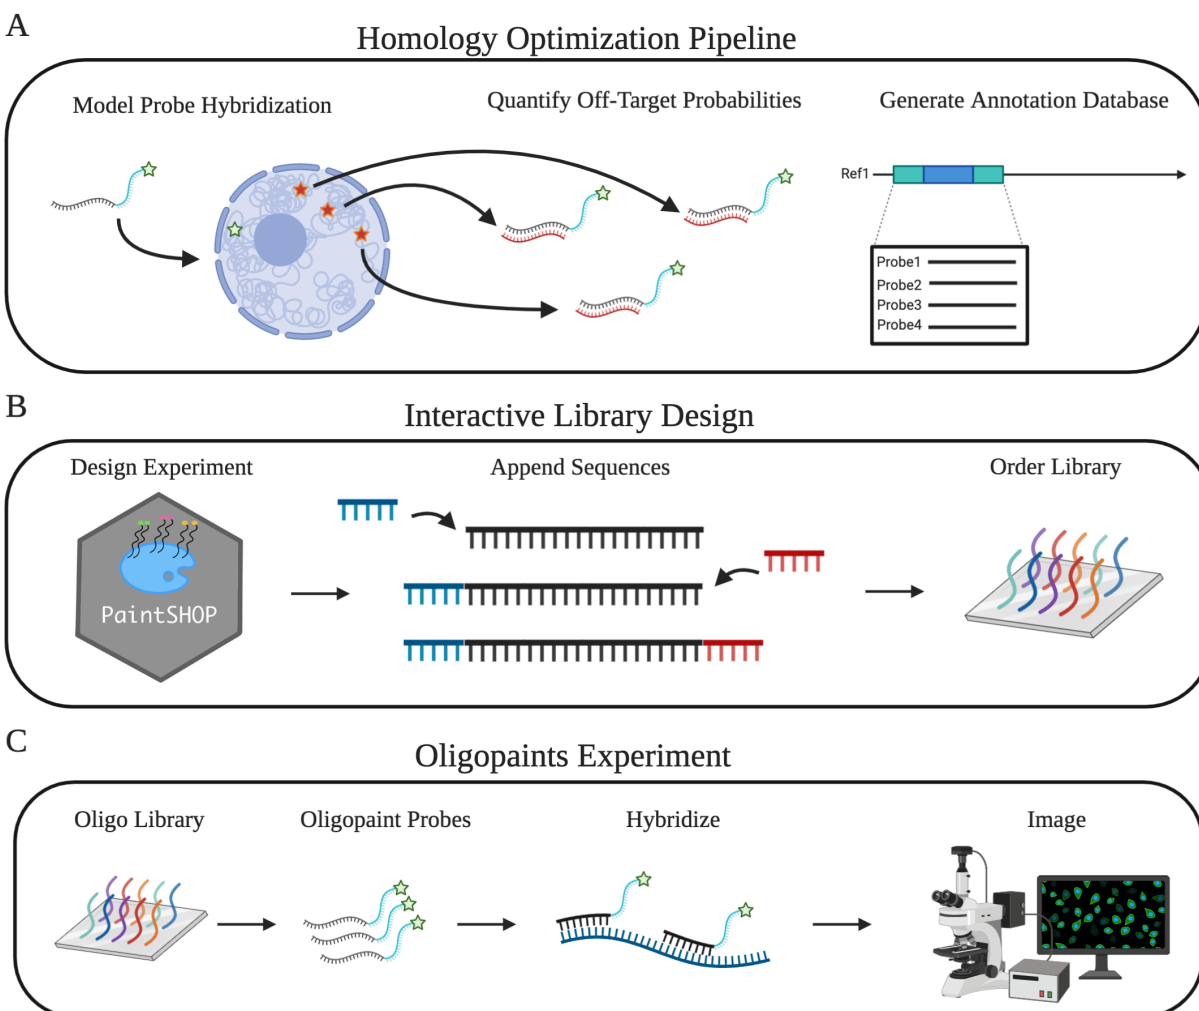 A
Homology Optimization Pipeline
Model Probe Hybridization
Quantify Off-Target Probabilities
Generate Annotation Database
Ref1
Probe1
Probe2
Probe3
Probe4
B
Interactive Library Design
Design Experiment
Append Sequences
Order Library
PaintSHOP
C
Oligopaints Experiment
Oligo Library
Oligopaint Probes
Hybridize
Image